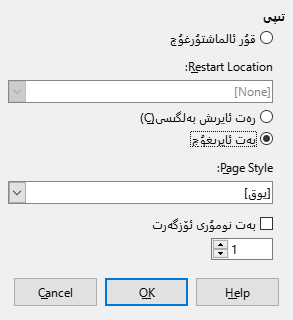 تىپى
قۇر ئالماشتۇرغۇچ
Restart Location:
[None]
رەت ئايرىش بەلگىسى(C)
بەت ئايرىغۇچ
Page Style:
[يوق]
بەت نومۇرى ئۆزگەرت
1
Cancel OK Help